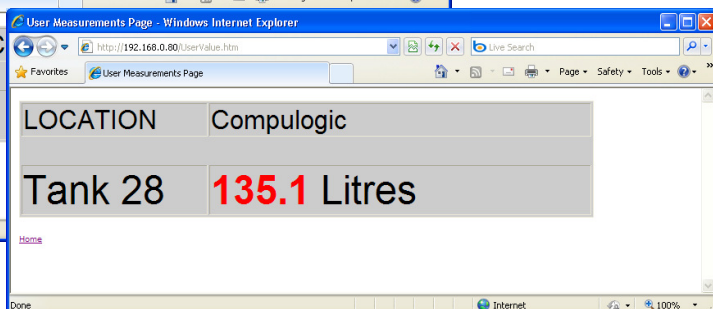 User Measurements Page - Windows Internet Explorer
http://192.168.0.80/UserValue.htm
Live Search
Favorites
User Measurements Page
Page
Safety
Tools
LOCATION Compulogic
Tank 28 135.1 Litres
Home
Done
Internet
100%